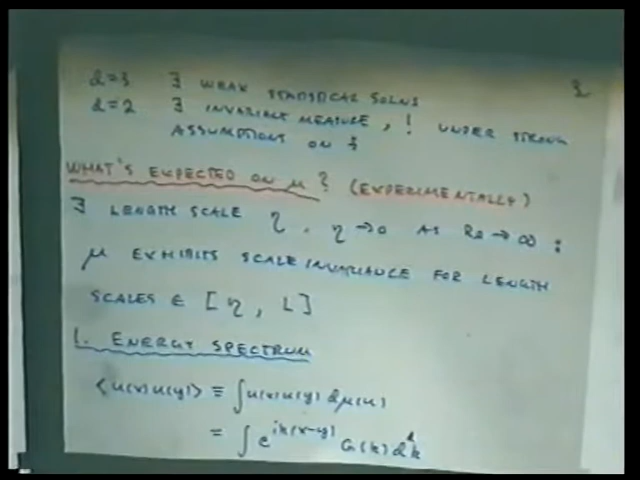 d=3 ∃ WEAK STATISTICAL SOLNS
d=2 ∃ INVARIANT MEASURE, ! UNDER STRONG
ASSUMPTIONS ON f
WHAT'S EXPECTED ON μ? (EXPERIMENTALLY)
∃ LENGTH SCALE η, η→0 AS Re→∞:
μ EXHIBITS SCALE INVARIANCE FOR LENGTH
SCALES ∈ [η, L]
1. ENERGY SPECTRUM
<u(x)u(y)> ≡ ∫u(x)u(y) dμ(u)
= ∫ e^{ik(x-y)} G(k) d^d k